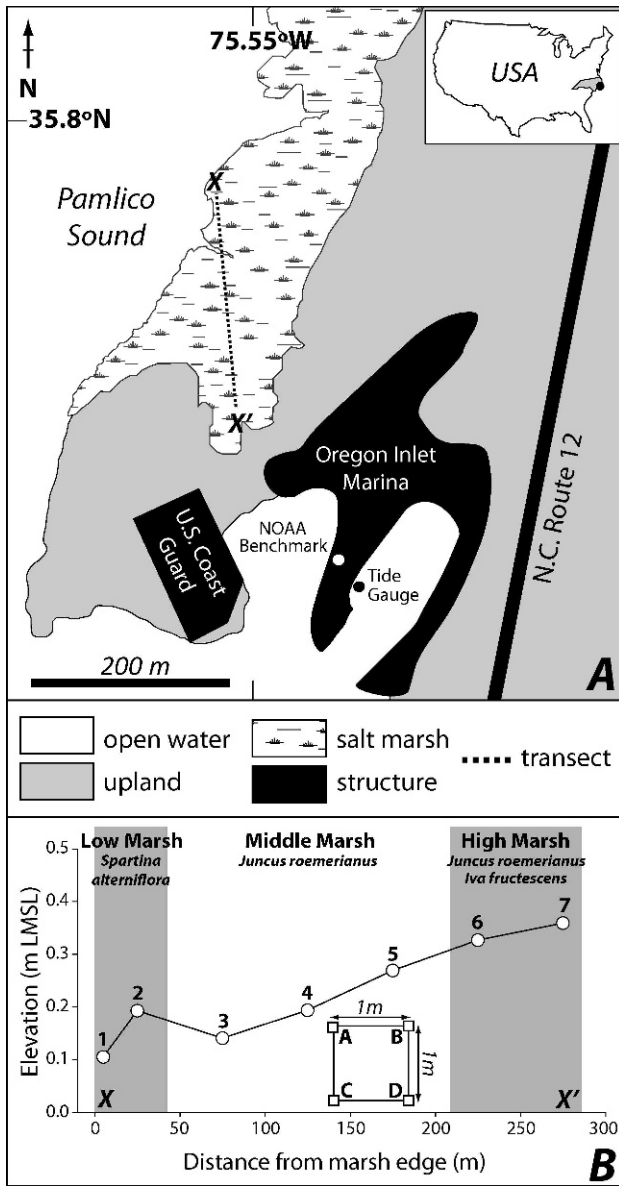 75.55ºW
N
35.8ºN
USA
X
Pamlico
Sound
X'
Oregon Inlet
Marina
N.C. Route 12
U.S. Coast
Guard
NOAA
Benchmark
Tide
Gauge
200 m
A
open water
salt marsh
transect
upland
structure
Low Marsh
Spartina
alterniflora
Middle Marsh
Juncus roemerianus
High Marsh
Juncus roemerianus
Iva fructescens
Elevation (m LMSL)
0.5
0.4
0.3
0.2
0.1
0.0
1
2
3
4
5
6
7
1m
A B
C D
1m
X
X'
0 50 100 150 200 250 300
Distance from marsh edge (m)
B